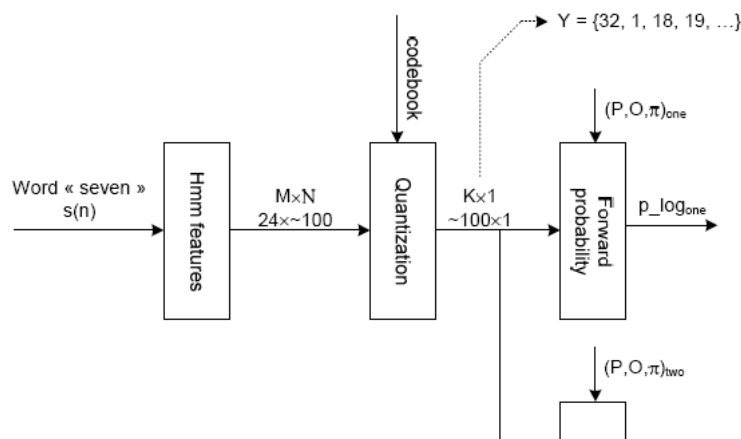 Y = {32, 1, 18, 19, ...}
codebook
(P,O,π)one
Word « seven »
s(n)
Hmm features
M×N
24×~100
Quantization
K×1
~100×1
Forward
probability
p_logone
(P,O,π)two